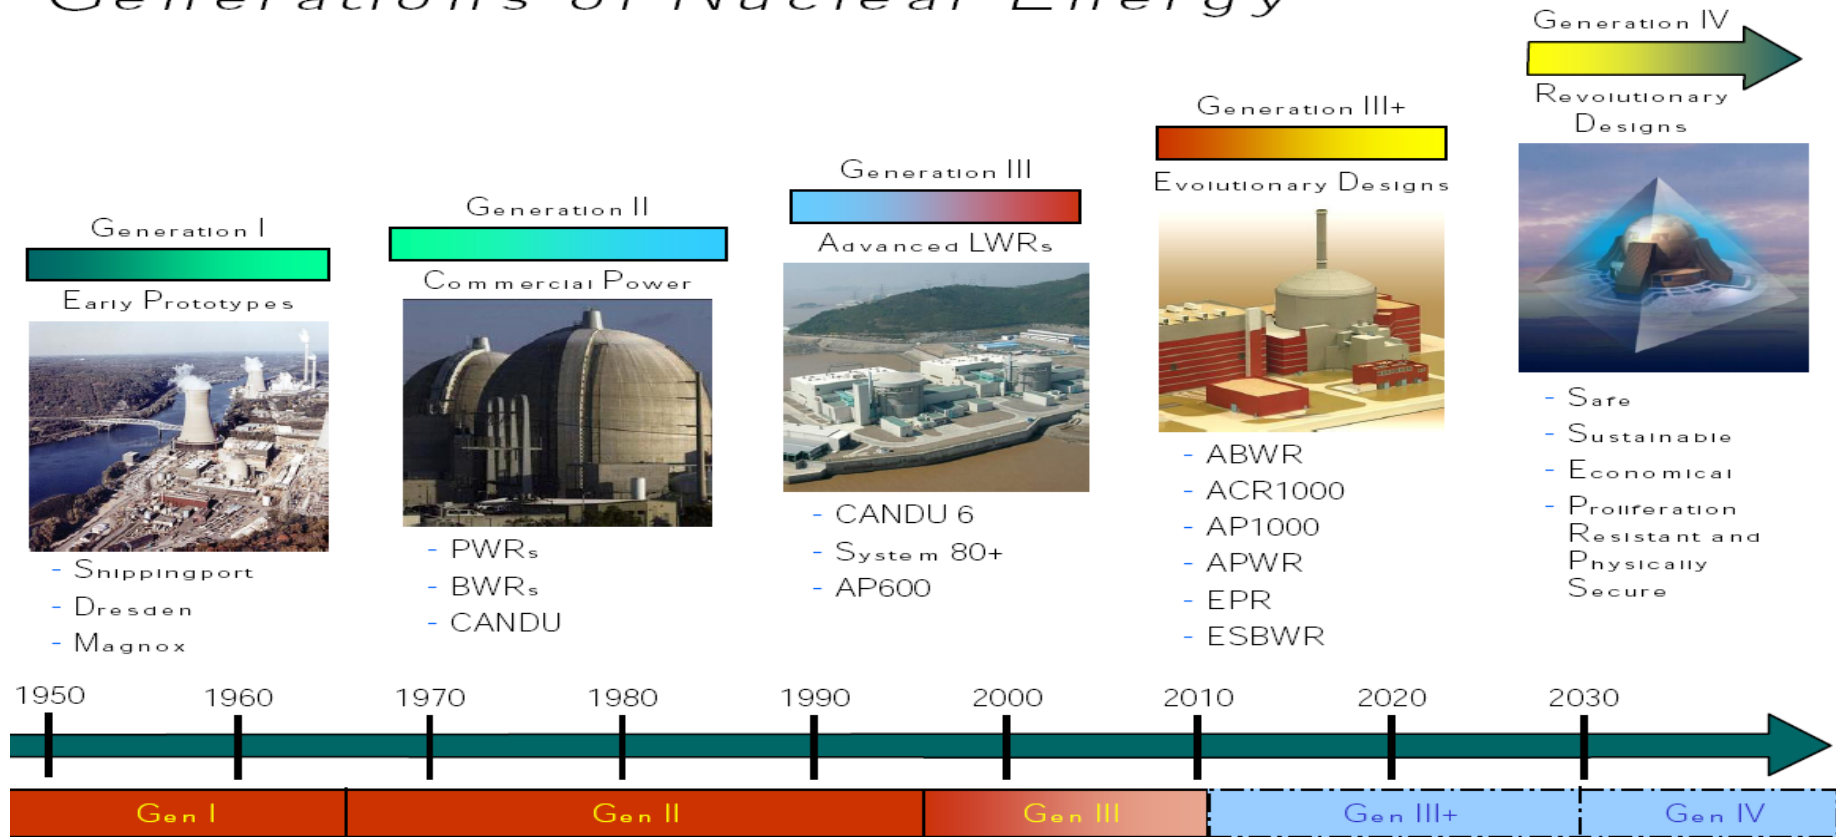 Generations of Nuclear Energy
Generation I
Early Prototypes
- Shippingport
- Dresden
- Magnox
Generation II
Commercial Power
- PWRs
- BWRs
- CANDU
Generation III
Advanced LWRs
- CANDU 6
- System 80+
- AP600
Generation III+
Evolutionary Designs
- ABWR
- ACR1000
- AP1000
- APWR
- EPR
- ESBWR
Generation IV
Revolutionary
Designs
- Safe
- Sustainable
- Economical
- Proliferation
Resistant and
Physically
Secure
1950 1960 1970 1980 1990 2000 2010 2020 2030
Gen I Gen II Gen III Gen III+ Gen IV